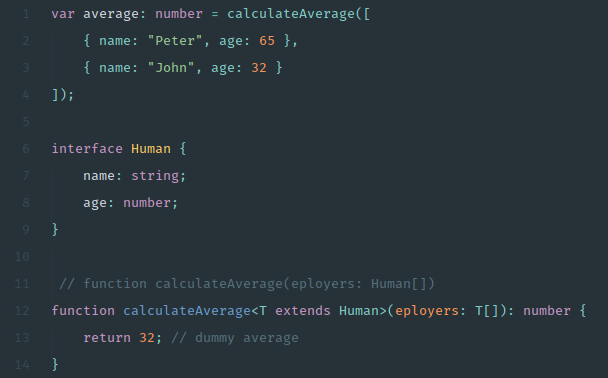 1 var average: number = calculateAverage([
2 { name: "Peter", age: 65 },
3 { name: "John", age: 32 }
4 ]);
5
6 interface Human {
7 name: string;
8 age: number;
9 }
10
11 // function calculateAverage(eployers: Human[])
12 function calculateAverage<T extends Human>(eployers: T[]): number {
13 return 32; // dummy average
14 }